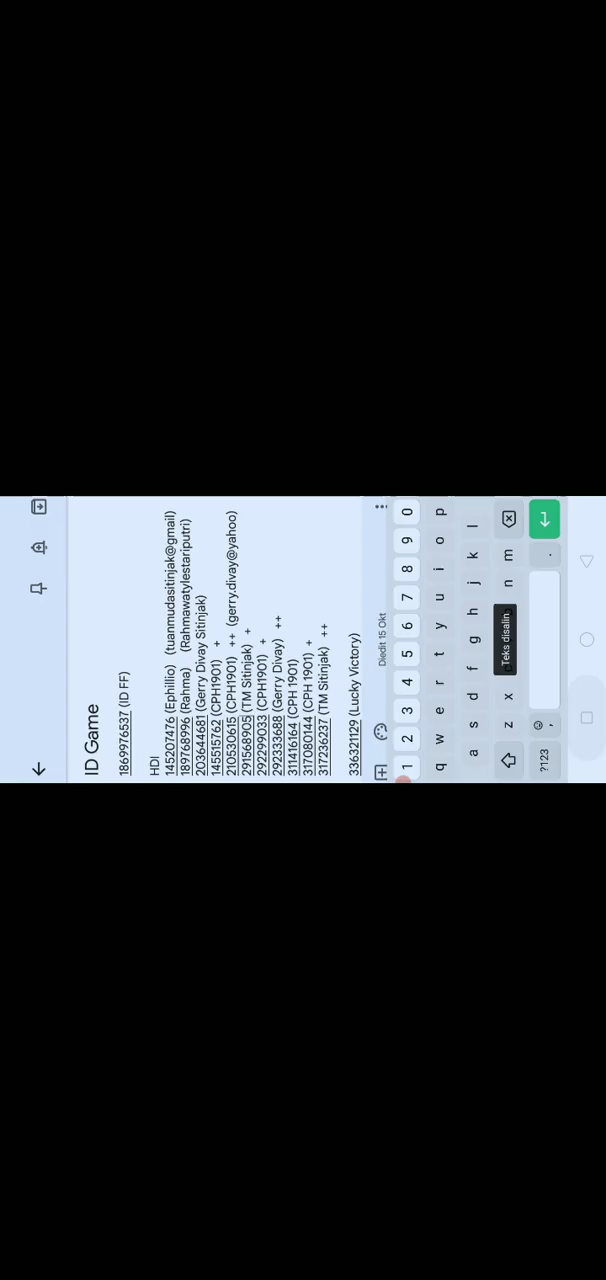 ID Game
1869976537 (ID FF)
HDI
145207476 (Ephillio) (tuanmudasitinjak@gmail)
189768996 (Rahma) (Rahmawatylestariputri)
203644681 (Gerry Divay Sitinjak)
145515762 (CPH1901) +
210530615 (CPH1901) ++ (gerry.divay@yahoo)
291568905 (TM Sitinjak) +
292299033 (CPH1901) +
292333688 (Gerry Divay) ++
311416164 (CPH 1901)
317080144 (CPH 1901) +
317236237 (TM Sitinjak) ++
336321129 (Lucky Victory)
Diedit 15 Okt
1 2 3 4 5 6 7 8 9 0
q w e r t y u i o p
a s d f g h j k l
z x n m
Teks disalin.
?123 , .